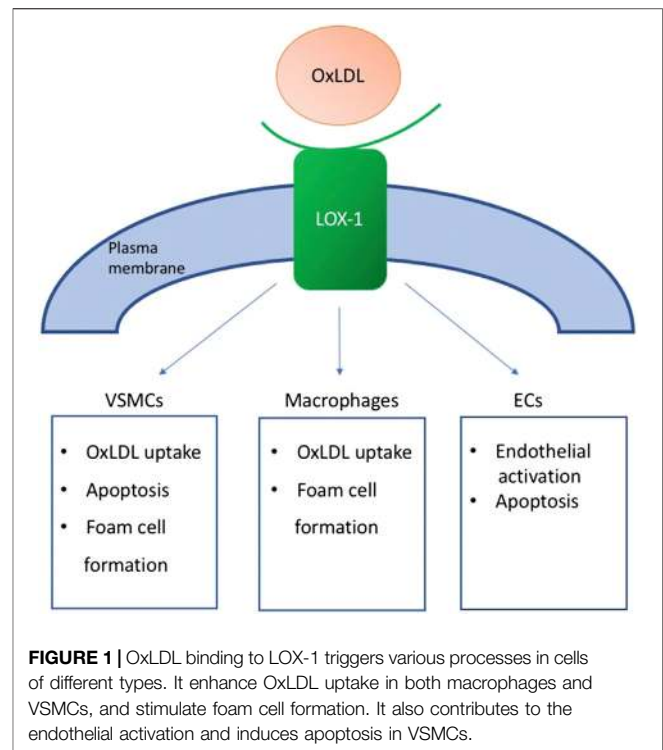 OxLDL
LOX-1
Plasma
membrane
VSMCs
• OxLDL uptake
• Apoptosis
• Foam cell
formation
Macrophages
• OxLDL uptake
• Foam cell
formation
ECs
• Endothelial
activation
• Apoptosis
FIGURE 1 | OxLDL binding to LOX-1 triggers various processes in cells
of different types. It enhance OxLDL uptake in both macrophages and
VSMCs, and stimulate foam cell formation. It also contributes to the
endothelial activation and induces apoptosis in VSMCs.